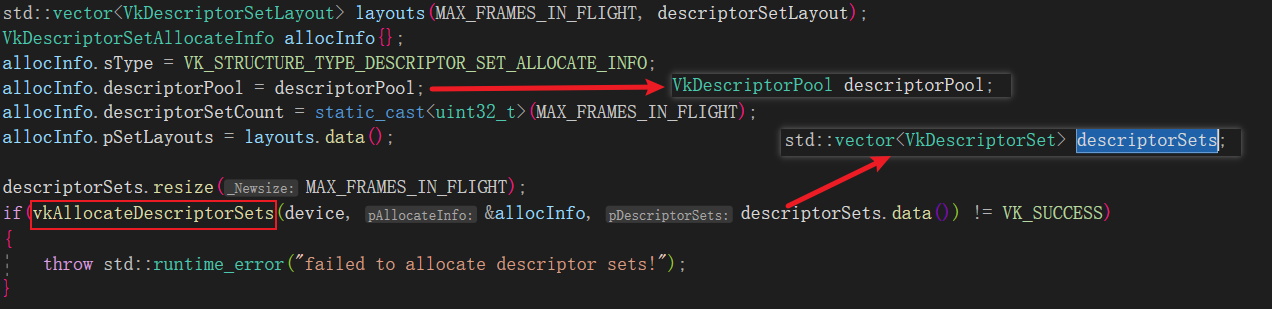 std::vector<VkDescriptorSetLayout> layouts(MAX_FRAMES_IN_FLIGHT, descriptorSetLayout);
VkDescriptorSetAllocateInfo allocInfo{};
allocInfo.sType = VK_STRUCTURE_TYPE_DESCRIPTOR_SET_ALLOCATE_INFO;
allocInfo.descriptorPool = descriptorPool;
VkDescriptorPool descriptorPool;
allocInfo.descriptorSetCount = static_cast<uint32_t>(MAX_FRAMES_IN_FLIGHT);
allocInfo.pSetLayouts = layouts.data();
std::vector<VkDescriptorSet> descriptorSets;
descriptorSets.resize(_Newsize: MAX_FRAMES_IN_FLIGHT);
if(vkAllocateDescriptorSets(device, pAllocateInfo: &allocInfo, pDescriptorSets: descriptorSets.data()) != VK_SUCCESS)
{
throw std::runtime_error("failed to allocate descriptor sets!");
}